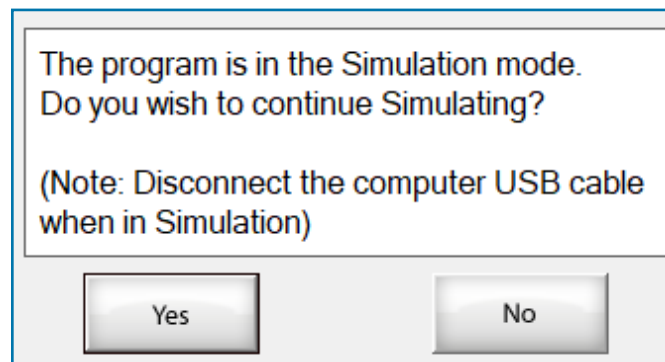 The program is in the Simulation mode.
Do you wish to continue Simulating?
(Note: Disconnect the computer USB cable
when in Simulation)
Yes
No